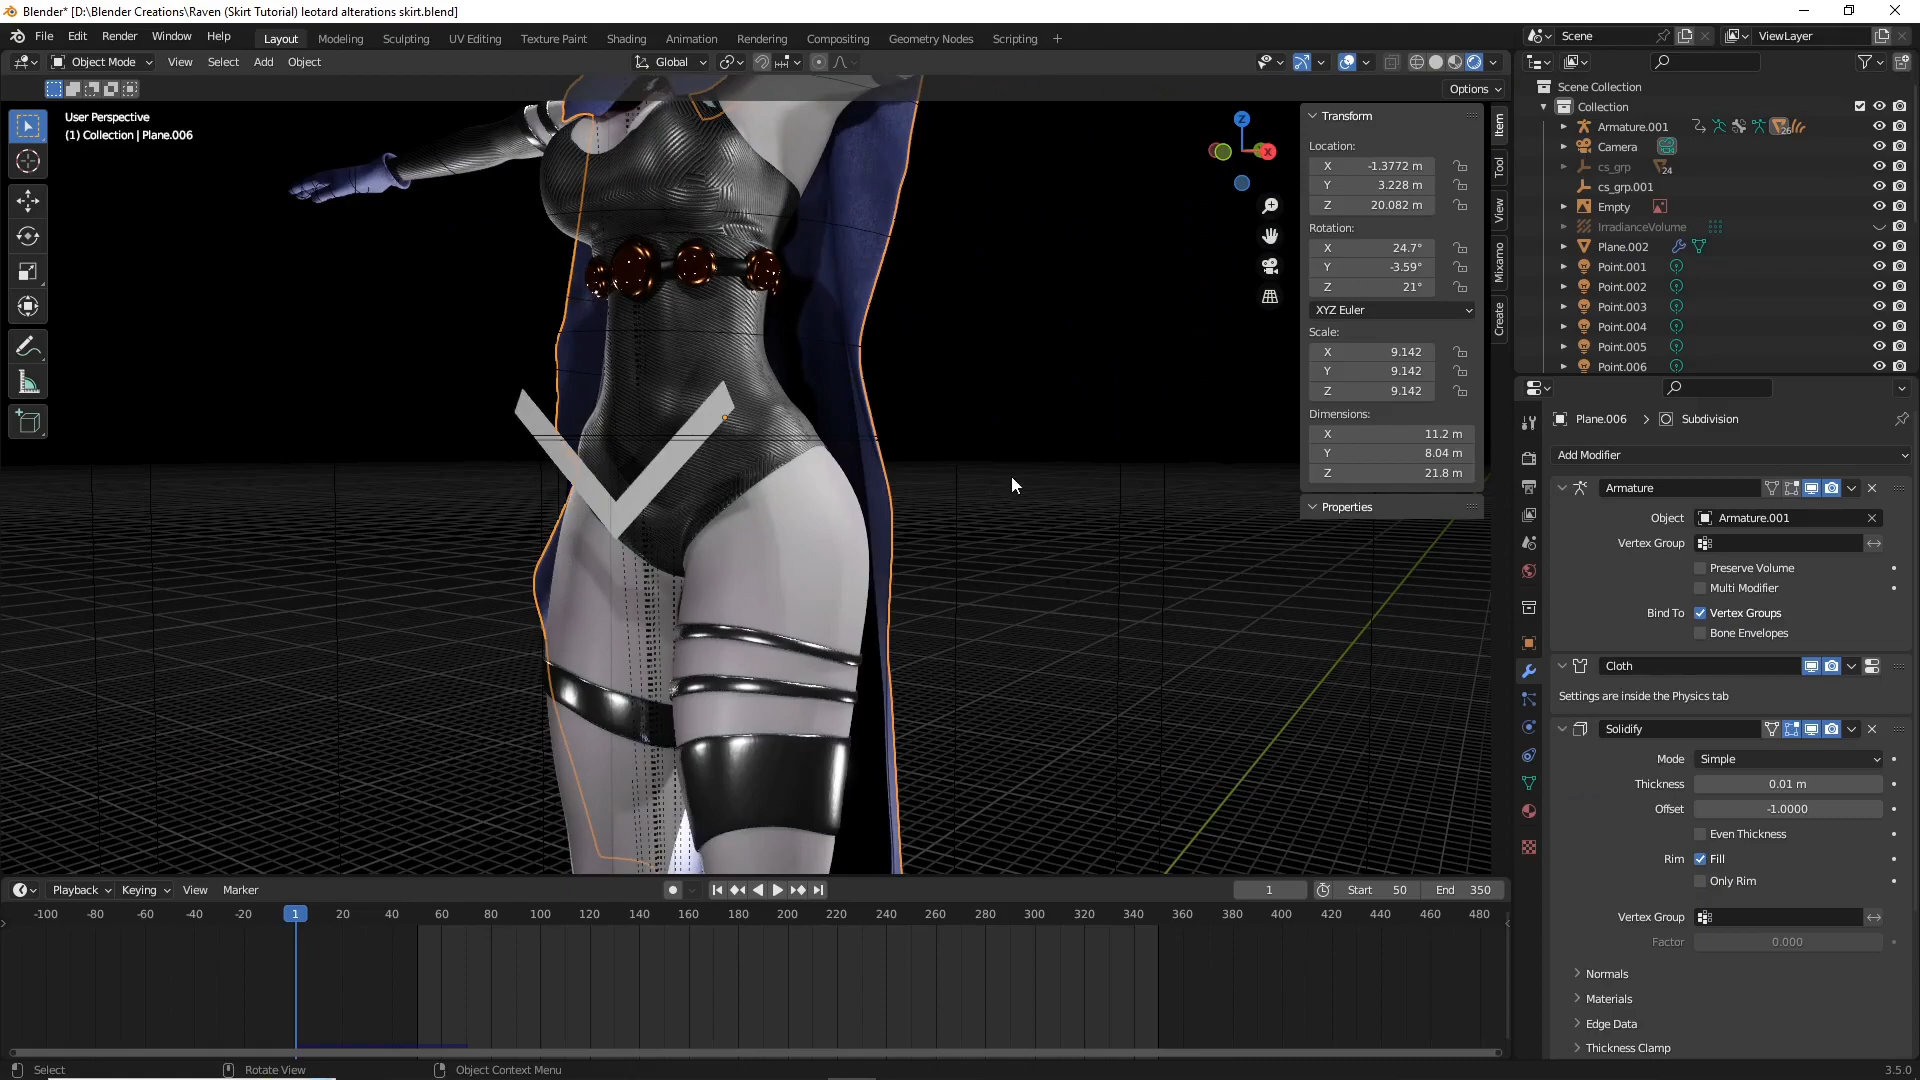 Blender* [D:\Blender Creations\Raven (Skirt Tutorial) leotard alterations skirt.blend]
File Edit Render Window Help Layout Modeling Sculpting UV Editing Texture Paint Shading Animation Rendering Compositing Geometry Nodes Scripting + Scene ViewLayer
Object Mode View Select Add Object Global
Options
User Perspective
(1) Collection | Plane.006
Z
X
Transform
Location:
X -1.3772 m
Y 3.228 m
Z 20.082 m
Rotation:
X 24.7°
Y -3.59°
Z 21°
XYZ Euler
Scale:
X 9.142
Y 9.142
Z 9.142
Dimensions:
X 11.2 m
Y 8.04 m
Z 21.8 m
Properties
Item
Tool
View
Mixamo
Create
Scene Collection
Collection
Armature.001 26
Camera
cs_grp 24
cs_grp.001
Empty
IrradianceVolume
Plane.002
Point.001
Point.002
Point.003
Point.004
Point.005
Point.006
Plane.006 > Subdivision
Add Modifier
Armature
Object Armature.001
Vertex Group
Preserve Volume
Multi Modifier
Bind To Vertex Groups
Bone Envelopes
Cloth
Settings are inside the Physics tab
Solidify
Mode Simple
Thickness 0.01 m
Offset -1.0000
Even Thickness
Rim Fill
Only Rim
Vertex Group
Factor 0.000
Normals
Materials
Edge Data
Thickness Clamp
Playback Keying View Marker 1 Start 50 End 350
-100 -80 -60 -40 -20 1 20 40 60 80 100 120 140 160 180 200 220 240 260 280 300 320 340 360 380 400 420 440 460 480
Select Rotate View Object Context Menu 3.5.0